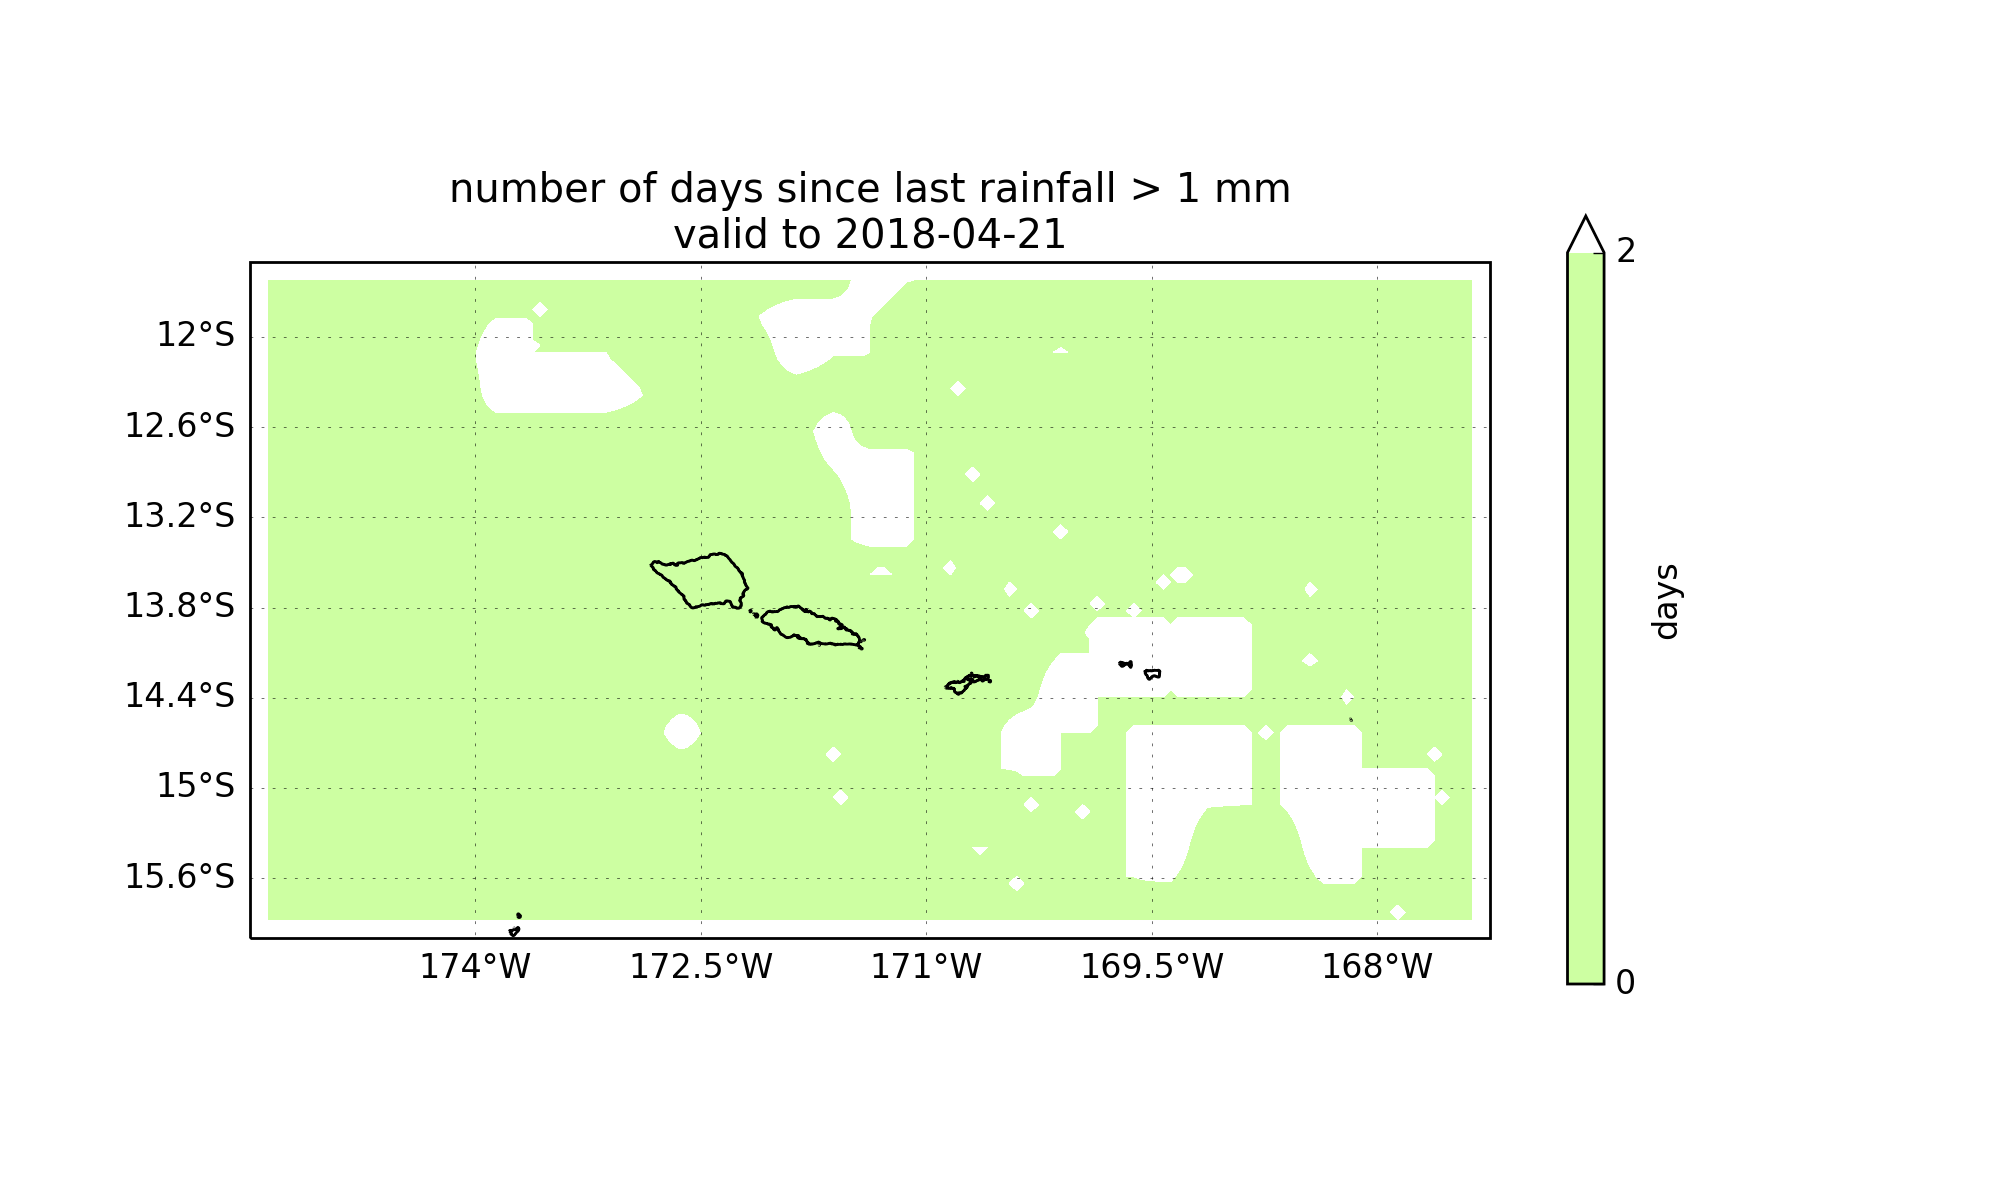 number of days since last rainfall > 1 mm
valid to 2018-04-21
2
12°S
12.6°S
13.2°S
13.8°S
days
14.4°S
15°S
15.6°S
174°W 172.5°W 171°W 169.5°W 168°W
0